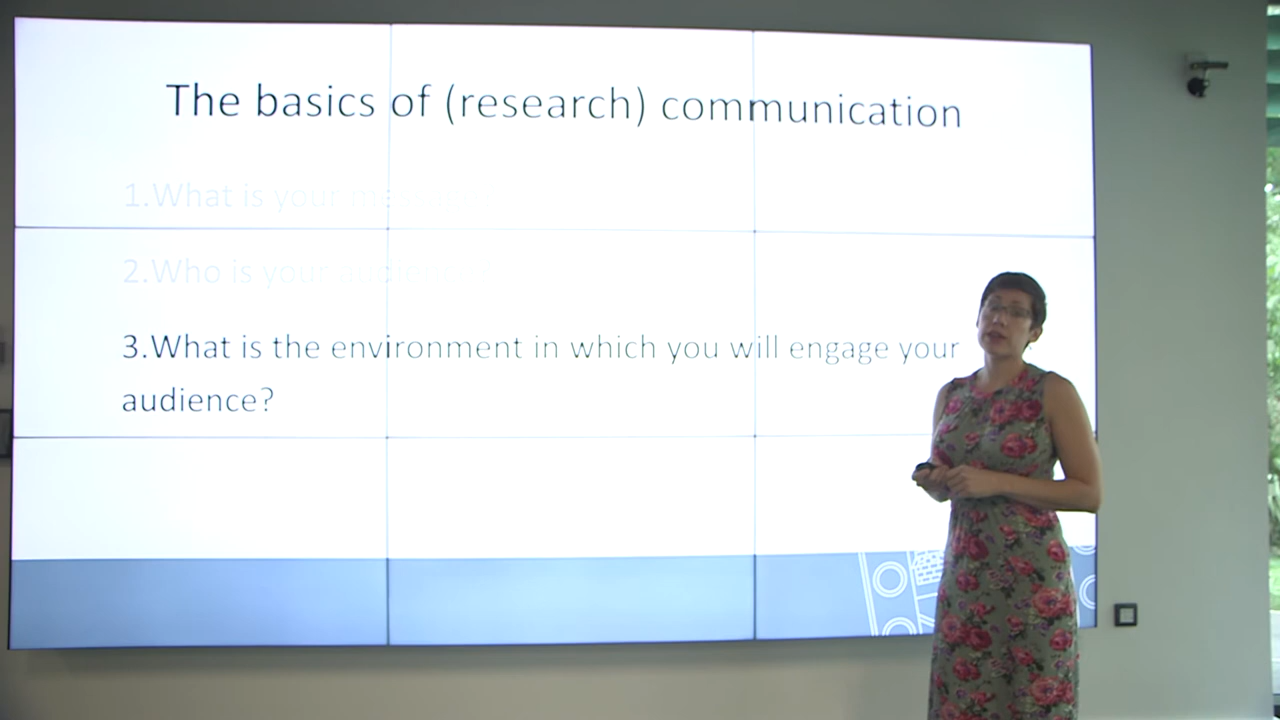 The basics of (research) communication
1.What is your message
2.Who is your audience
3.What is the environment in which you will engage your
audience?